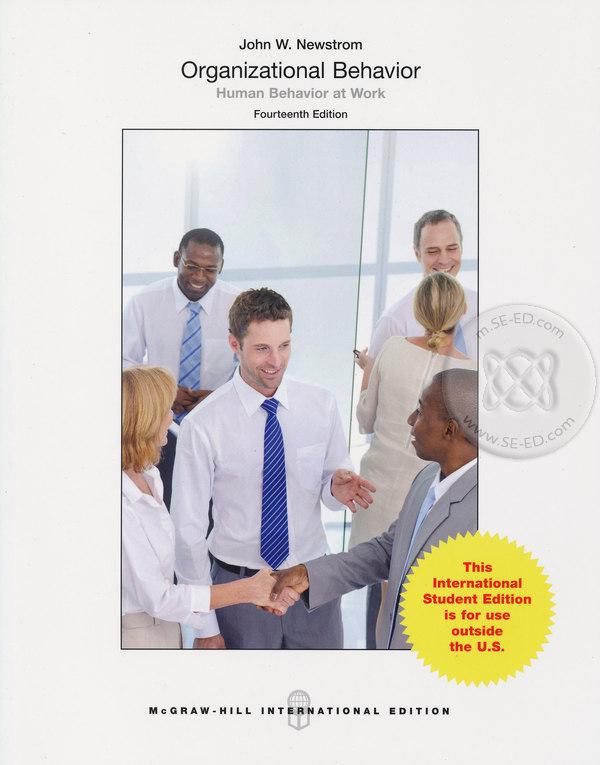 John W. Newstrom
Organizational Behavior
Human Behavior at Work
Fourteenth Edition
m.SE-ED.com
www.SE-ED.com
This
International
Student Edition
is for use
outside
the U.S.
McGRAW-HILL INTERNATIONAL EDITION